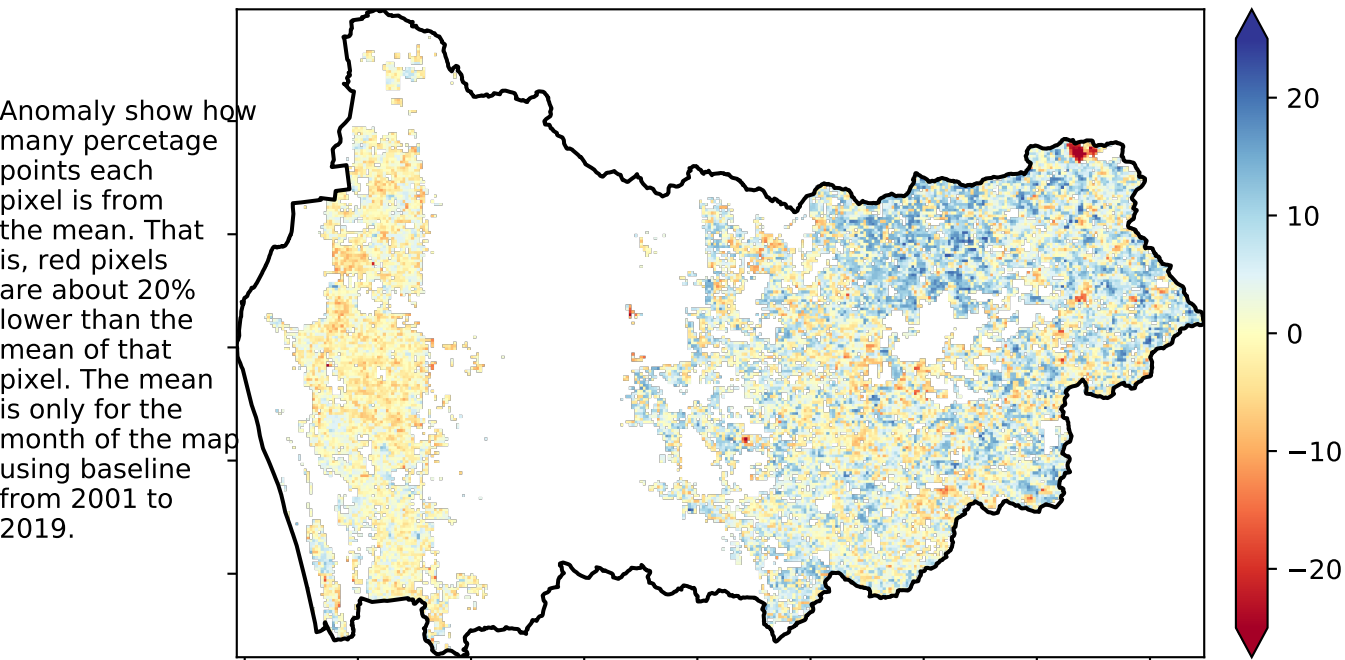 Anomaly show how
many percetage
points each
pixel is from
the mean. That
is, red pixels
are about 20%
lower than the
mean of that
pixel. The mean
is only for the
month of the map
using baseline
from 2001 to
2019.
20
10
0
−10
−20